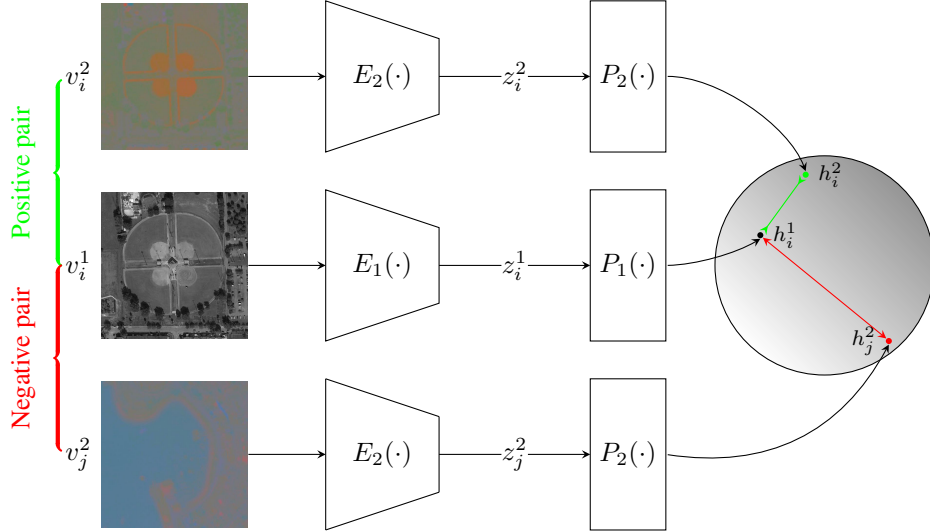 v_i^2 E_2(·) z_i^2 P_2(·)
h_i^2
Positive pair
h_i^1
v_i^1 E_1(·) z_i^1 P_1(·)
Negative pair
h_j^2
v_j^2 E_2(·) z_j^2 P_2(·)